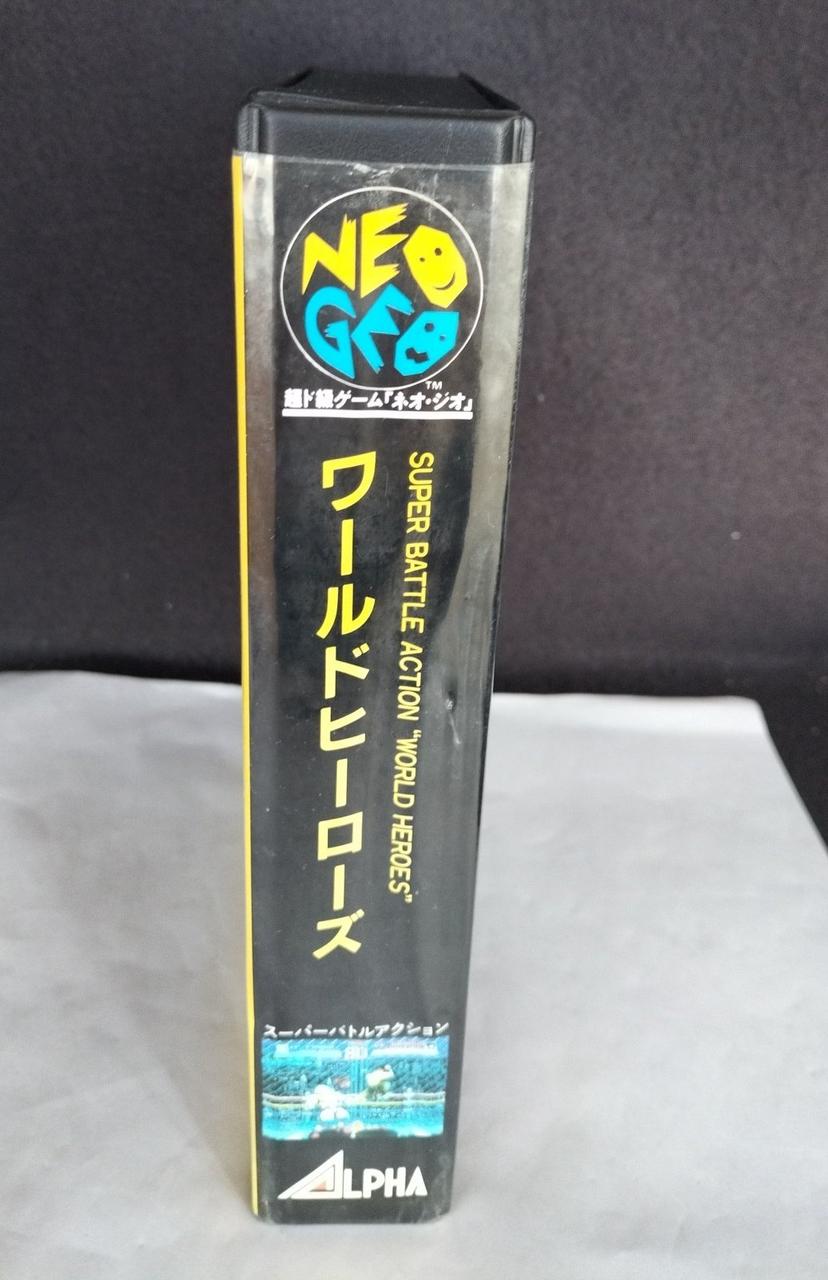 NEO
GEO
TM
超ド級ゲーム『ネオ・ジオ』
ワールドヒーローズ
SUPER BATTLE ACTION "WORLD HEROES"
スーパーバトルアクション
ALPHA